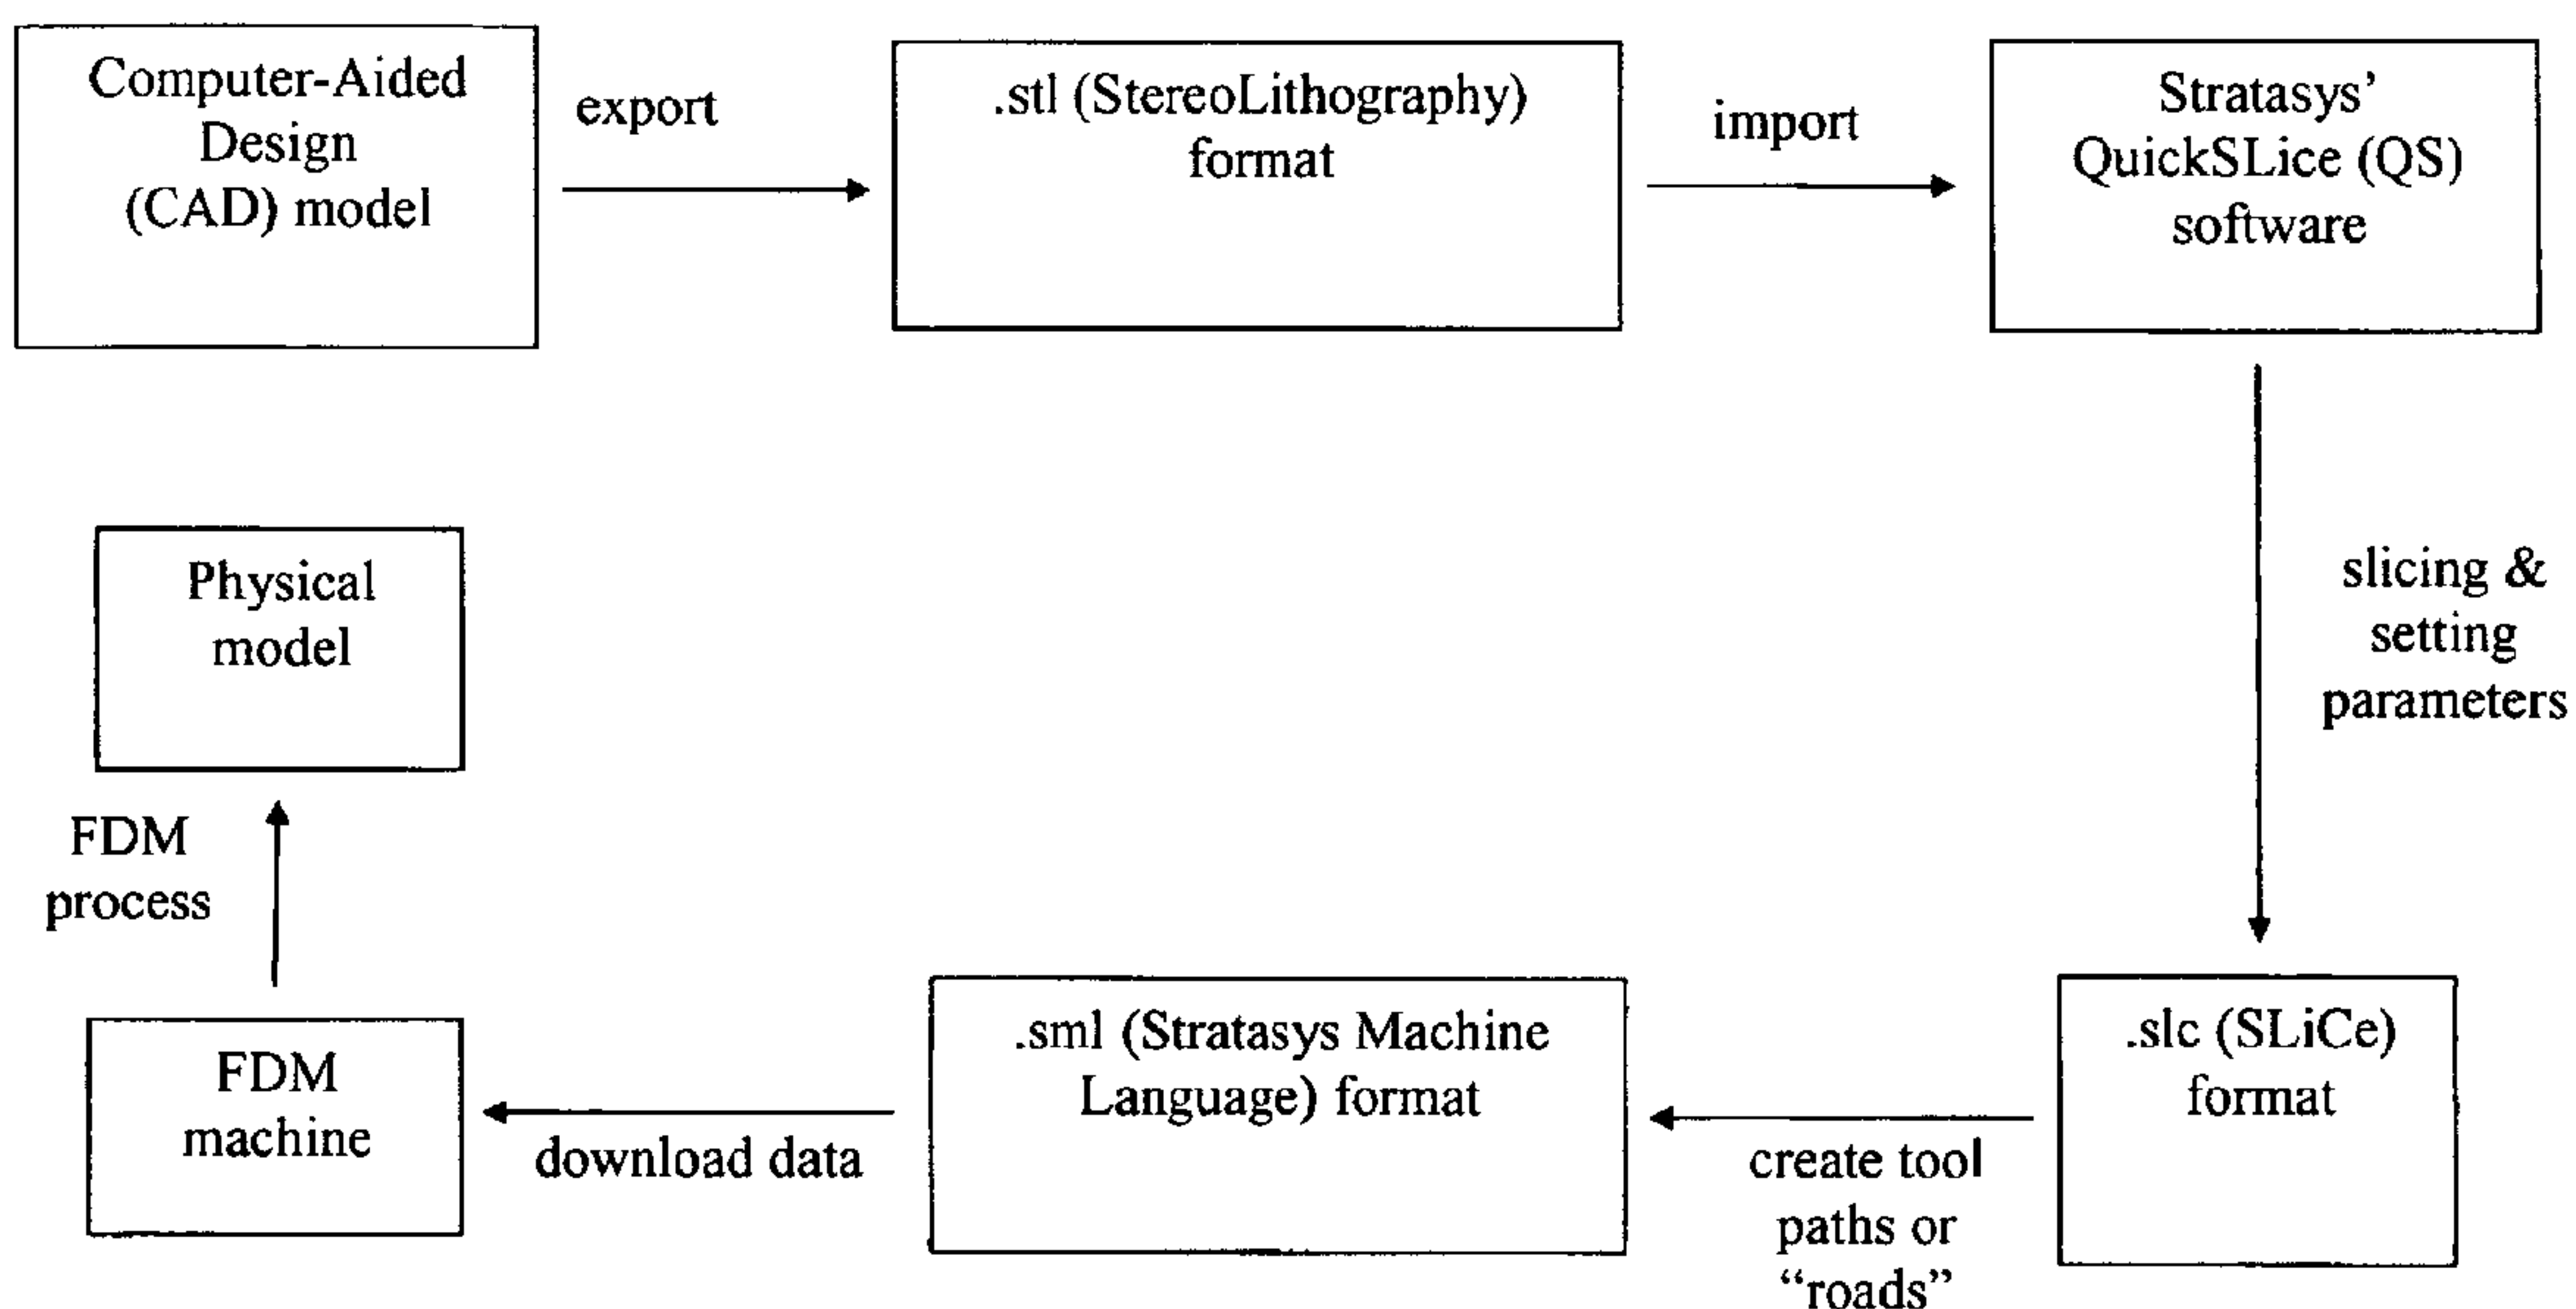 Computer-Aided
Design
(CAD) model
export
.stl (StereoLithography)
format
import
Stratasys’
QuickSLice (QS)
software
slicing &
setting
parameters
.slc (SLiCe)
format
create tool
paths or
“roads”
.sml (Stratasys Machine
Language) format
download data
FDM
machine
FDM
process
Physical
model